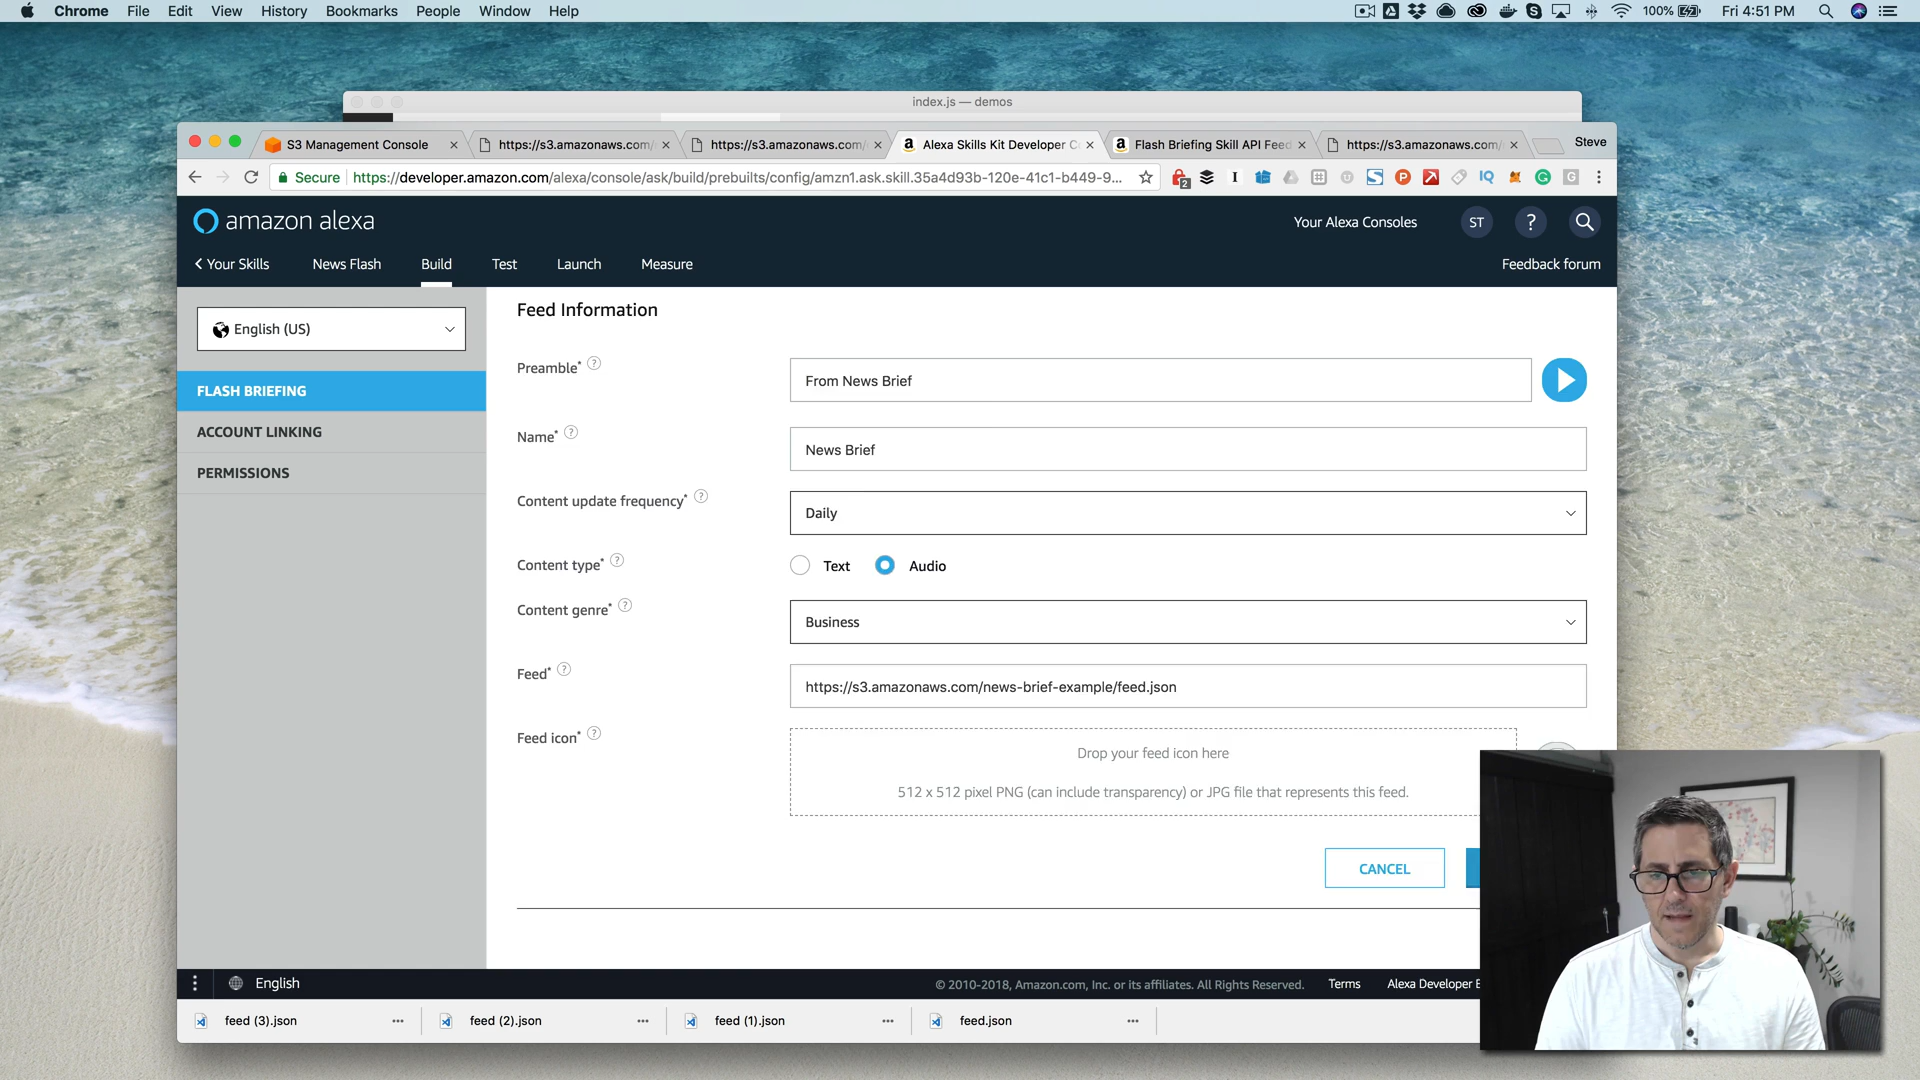 Chrome File Edit View History Bookmarks People Window Help 100% Fri 4:51 PM
index.js — demos
S3 Management Console https://s3.amazonaws.com/ https://s3.amazonaws.com/ Alexa Skills Kit Developer C Flash Briefing Skill API Feed https://s3.amazonaws.com/ Steve
Secure https://developer.amazon.com/alexa/console/ask/build/prebuilts/config/amzn1.ask.skill.35a4d93b-120e-41c1-b449-9... 2
amazon alexa Your Alexa Consoles ST ?
Your Skills News Flash Build Test Launch Measure Feedback forum
English (US)
FLASH BRIEFING
ACCOUNT LINKING
PERMISSIONS
Feed Information
Preamble* ? From News Brief
Name* ? News Brief
Content update frequency* ? Daily
Content type* ? Text Audio
Content genre* ? Business
Feed* ? https://s3.amazonaws.com/news-brief-example/feed.json
Feed icon* ? Drop your feed icon here
512 x 512 pixel PNG (can include transparency) or JPG file that represents this feed.
CANCEL
English © 2010-2018, Amazon.com, Inc. or its affiliates. All Rights Reserved. Terms Alexa Developer
feed (3).json feed (2).json feed (1).json feed.json